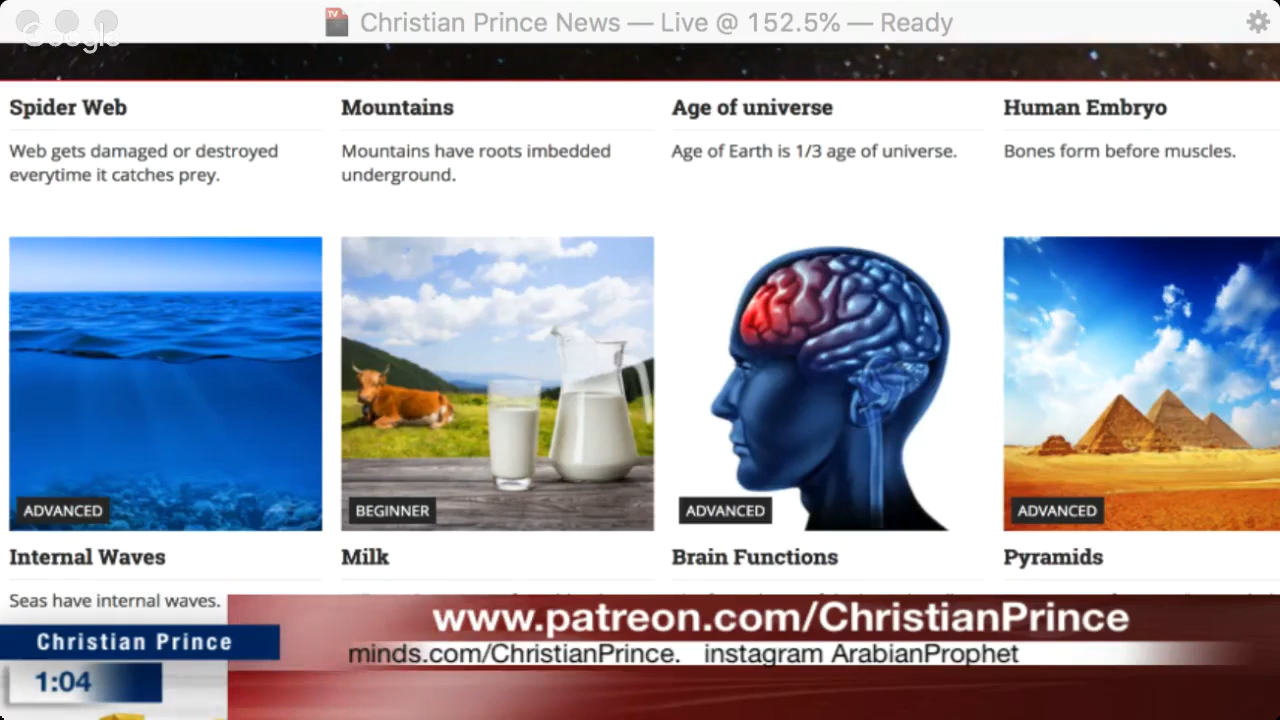 Christian Prince News — Live @ 152.5% — Ready
Google
TV
Spider Web
Mountains
Age of universe
Human Embryo
Web gets damaged or destroyed
everytime it catches prey.
Mountains have roots imbedded
underground.
Age of Earth is 1/3 age of universe.
Bones form before muscles.
ADVANCED
BEGINNER
ADVANCED
ADVANCED
Internal Waves
Milk
Brain Functions
Pyramids
Seas have internal waves.
www.patreon.com/ChristianPrince
Christian Prince
minds.com/ChristianPrince. instagram ArabianProphet
1:04